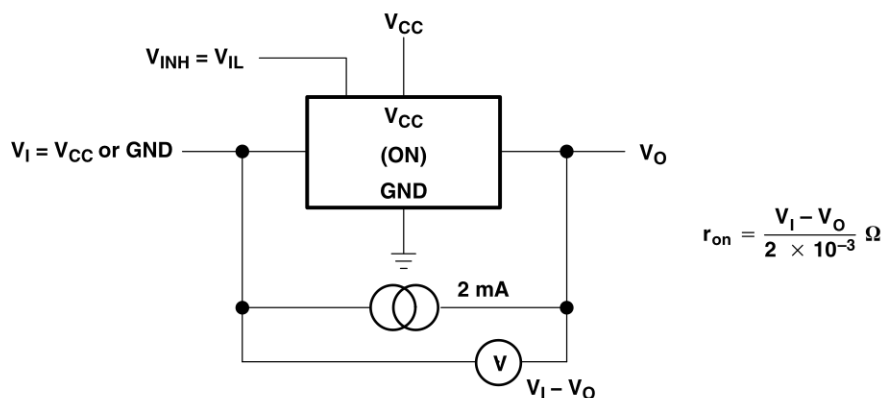 V_CC
V_INH = V_IL
V_CC
V_I = V_CC or GND
(ON)
V_O
GND
r_on = (V_I – V_O) / (2 × 10^–3) Ω
2 mA
V
V_I – V_O